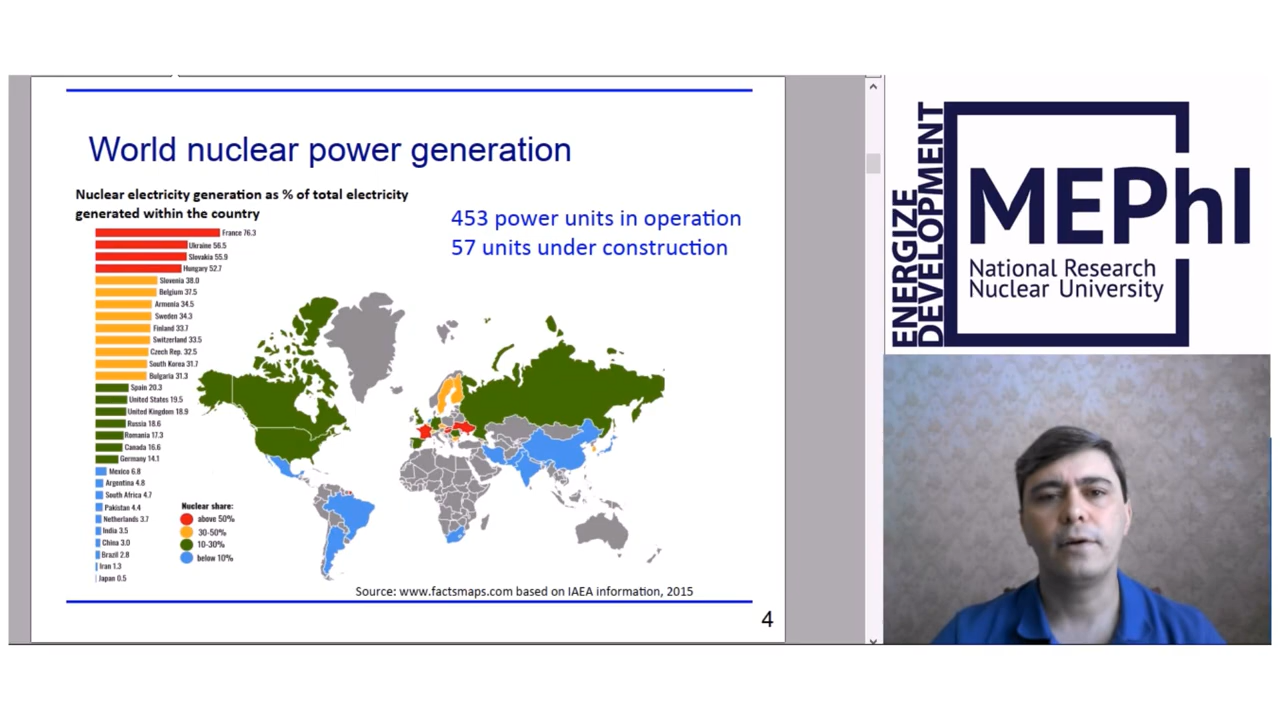 World nuclear power generation
Nuclear electricity generation as % of total electricity
generated within the country
453 power units in operation
57 units under construction
France 76.3
Ukraine 56.5
Slovakia 55.9
Hungary 52.7
Slovenia 38.0
Belgium 37.5
Armenia 34.5
Sweden 34.3
Finland 33.7
Switzerland 33.5
Czech Rep. 32.5
South Korea 31.7
Bulgaria 31.3
Spain 20.3
United States 19.5
United Kingdom 18.9
Russia 18.6
Romania 17.3
Canada 16.6
Germany 14.1
Mexico 6.8
Argentina 4.8
South Africa 4.7
Pakistan 4.4
Netherlands 3.7
India 3.5
China 3.0
Brazil 2.8
Iran 1.3
Japan 0.5
Nuclear share:
above 50%
30-50%
10-30%
below 10%
Source: www.factsmaps.com based on IAEA information, 2015
4
ENERGIZE
DEVELOPMENT
MEPhI
National Research
Nuclear University